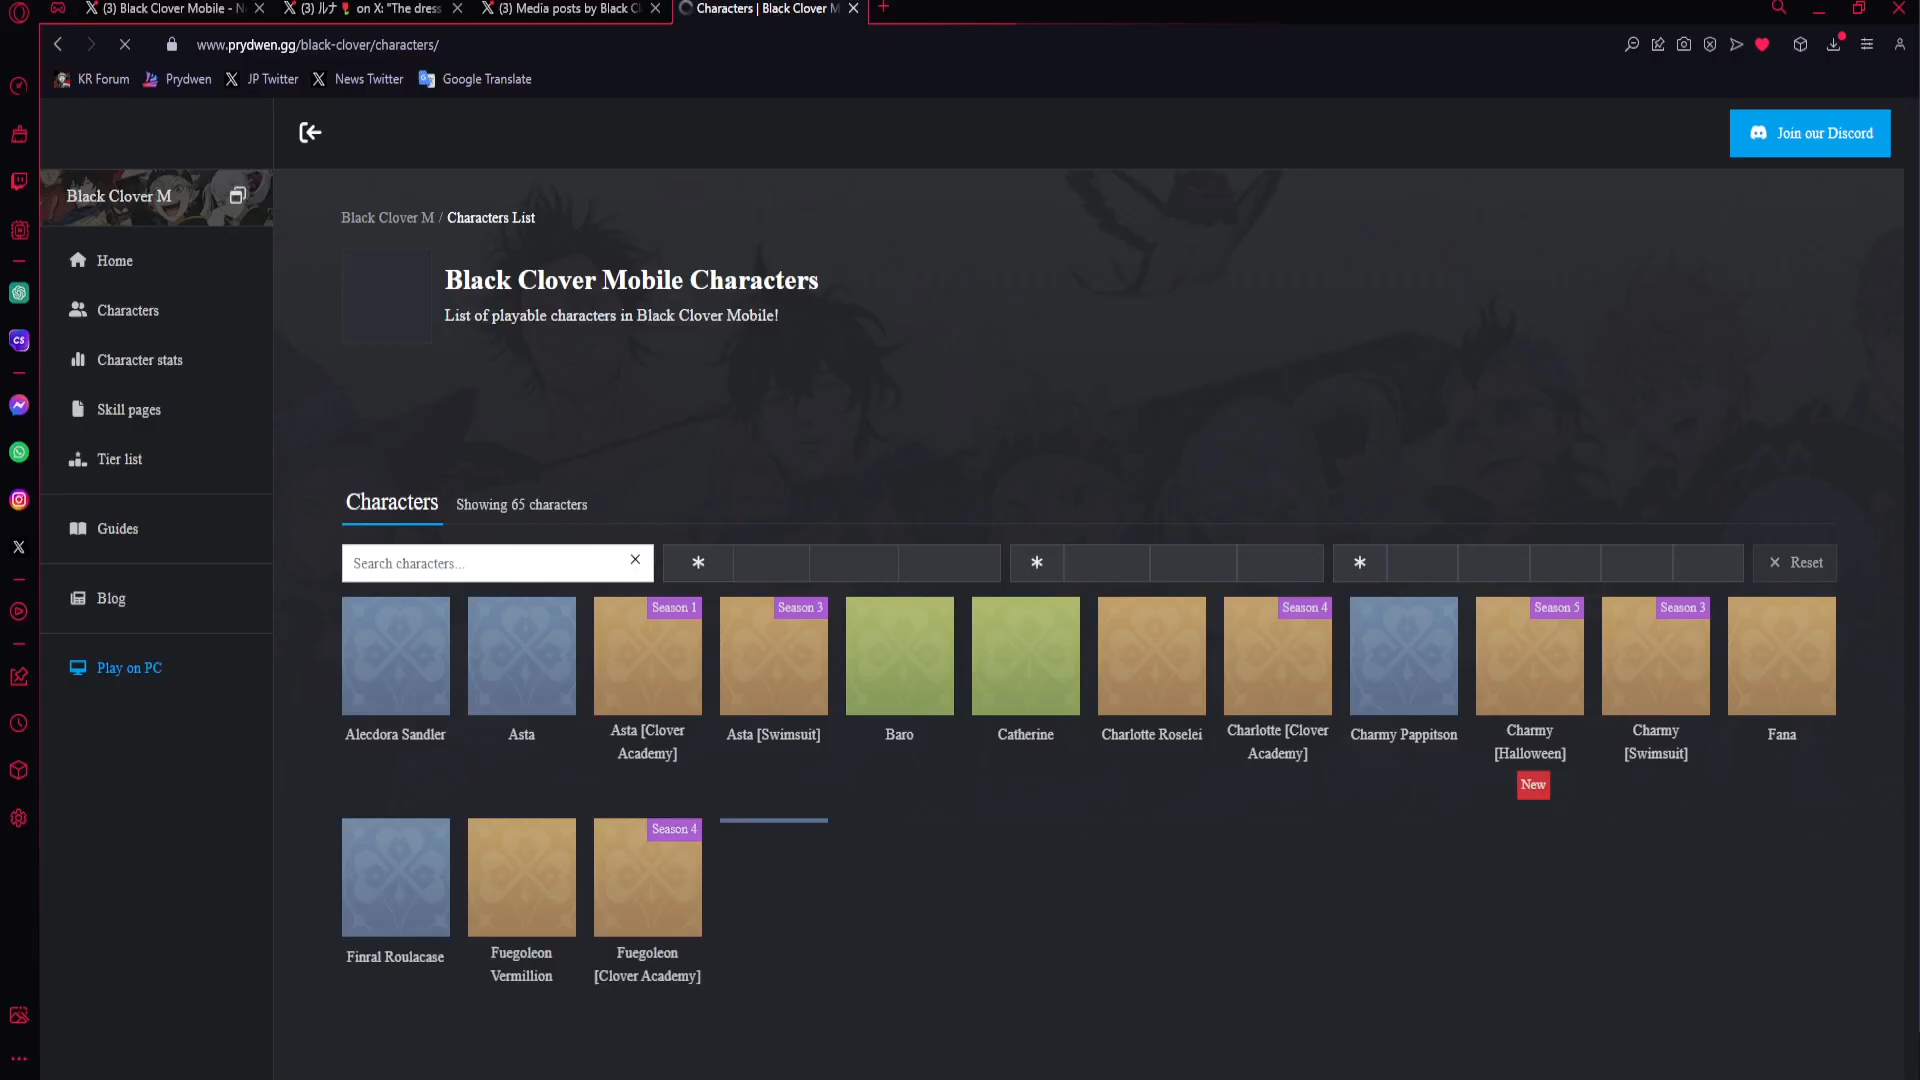 (3) Black Clover Mobile - N
(3) ルナ🌹 on X: "The dress
(3) Media posts by Black Cl
Characters | Black Clover M
www.prydwen.gg/black-clover/characters/
KR Forum
Prydwen
JP Twitter
News Twitter
Google Translate
Join our Discord
Black Clover M
Home
Characters
Character stats
Skill pages
Tier list
Guides
Blog
Play on PC
Black Clover M / Characters List
Black Clover Mobile Characters
List of playable characters in Black Clover Mobile!
Characters
Showing 65 characters
Search characters...
Reset
Season 1
Season 3
Season 4
Season 5
Season 3
Alecdora Sandler
Asta
Asta [Clover
Academy]
Asta [Swimsuit]
Baro
Catherine
Charlotte Roselei
Charlotte [Clover
Academy]
Charmy Pappitson
Charmy
[Halloween]
New
Charmy
[Swimsuit]
Fana
Season 4
Finral Roulacase
Fuegoleon
Vermillion
Fuegoleon
[Clover Academy]
CS